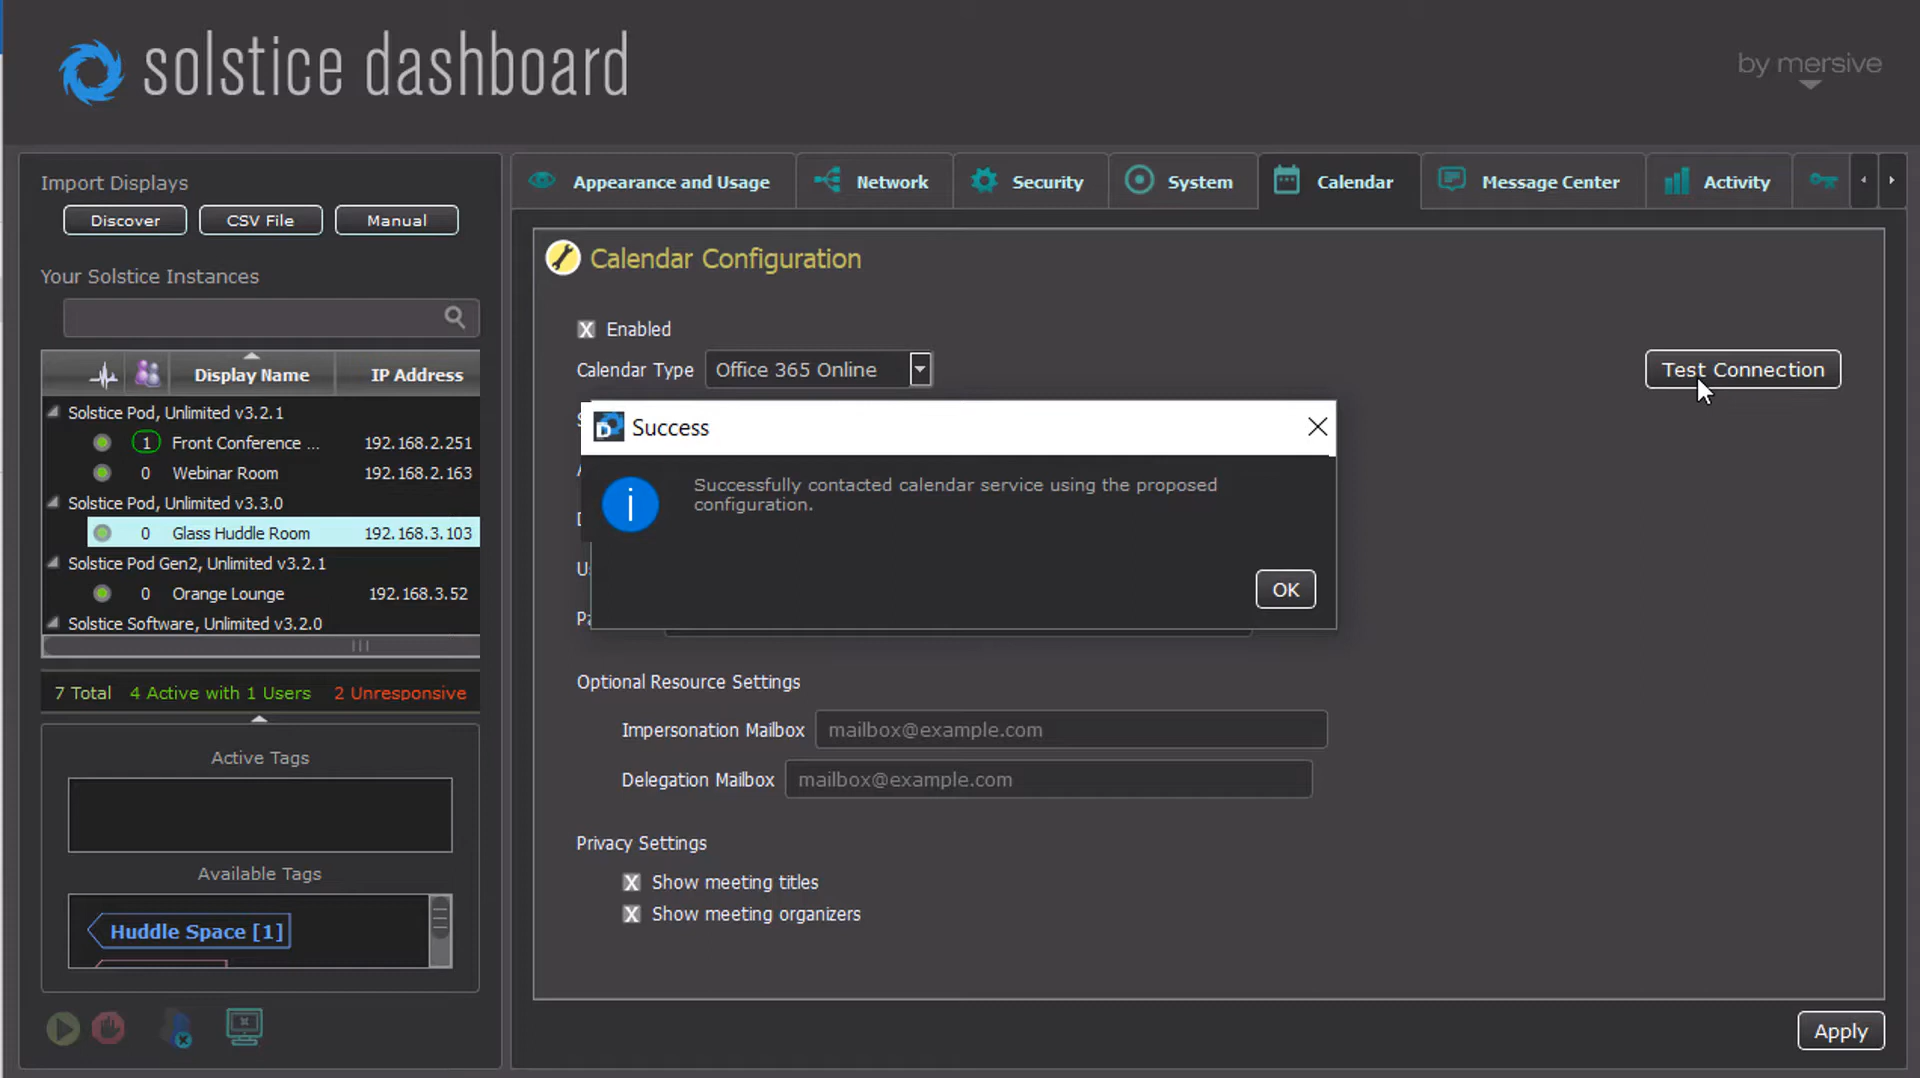 solstice dashboard
by mersive
Import Displays
Discover
CSV File
Manual
Your Solstice Instances
Display Name
IP Address
Solstice Pod, Unlimited v3.2.1
1 Front Conference ... 192.168.2.251
0 Webinar Room 192.168.2.163
Solstice Pod, Unlimited v3.3.0
0 Glass Huddle Room 192.168.3.103
Solstice Pod Gen2, Unlimited v3.2.1
0 Orange Lounge 192.168.3.52
Solstice Software, Unlimited v3.2.0
7 Total 4 Active with 1 Users 2 Unresponsive
Active Tags
Available Tags
Huddle Space [1]
Appearance and Usage
Network
Security
System
Calendar
Message Center
Activity
Calendar Configuration
X Enabled
Calendar Type Office 365 Online
Test Connection
D Success
i
Successfully contacted calendar service using the proposed
configuration.
OK
Optional Resource Settings
Impersonation Mailbox mailbox@example.com
Delegation Mailbox mailbox@example.com
Privacy Settings
X Show meeting titles
X Show meeting organizers
Apply